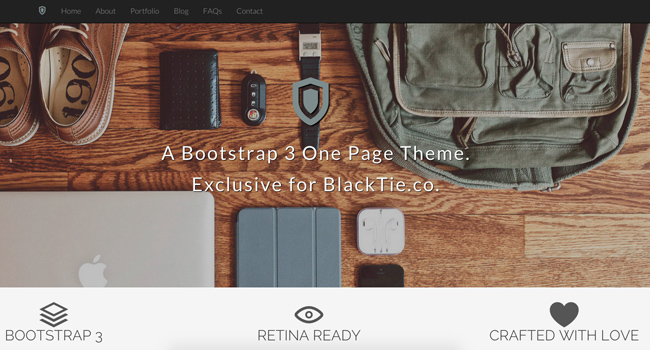 Home About Portfolio Blog FAQs Contact
A Bootstrap 3 One Page Theme.
Exclusive for BlackTie.co.
BOOTSTRAP 3
RETINA READY
CRAFTED WITH LOVE